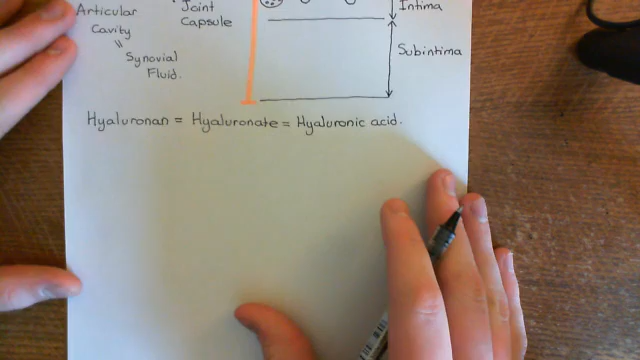 Articular
Cavity
"
Synovial
Fluid.
Joint
Capsule
Intima
Subintima
Hyaluronan = Hyaluronate = Hyaluronic acid.